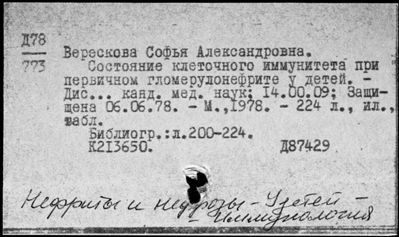 Д78
773
Верескова Софья Александровна.
Состояние клеточного иммунитета при
первичном гломерулонефрите у детей. -
Дис... канд. мед. наук; 14.00.09; Защи-
щена 06.06.78. - М.,1978. - 224 л., ил.,
табл.
Библиогр.:л.200-224.
К213650. Д87429
Нефриты и нефрозы - У детей -
Иммунология